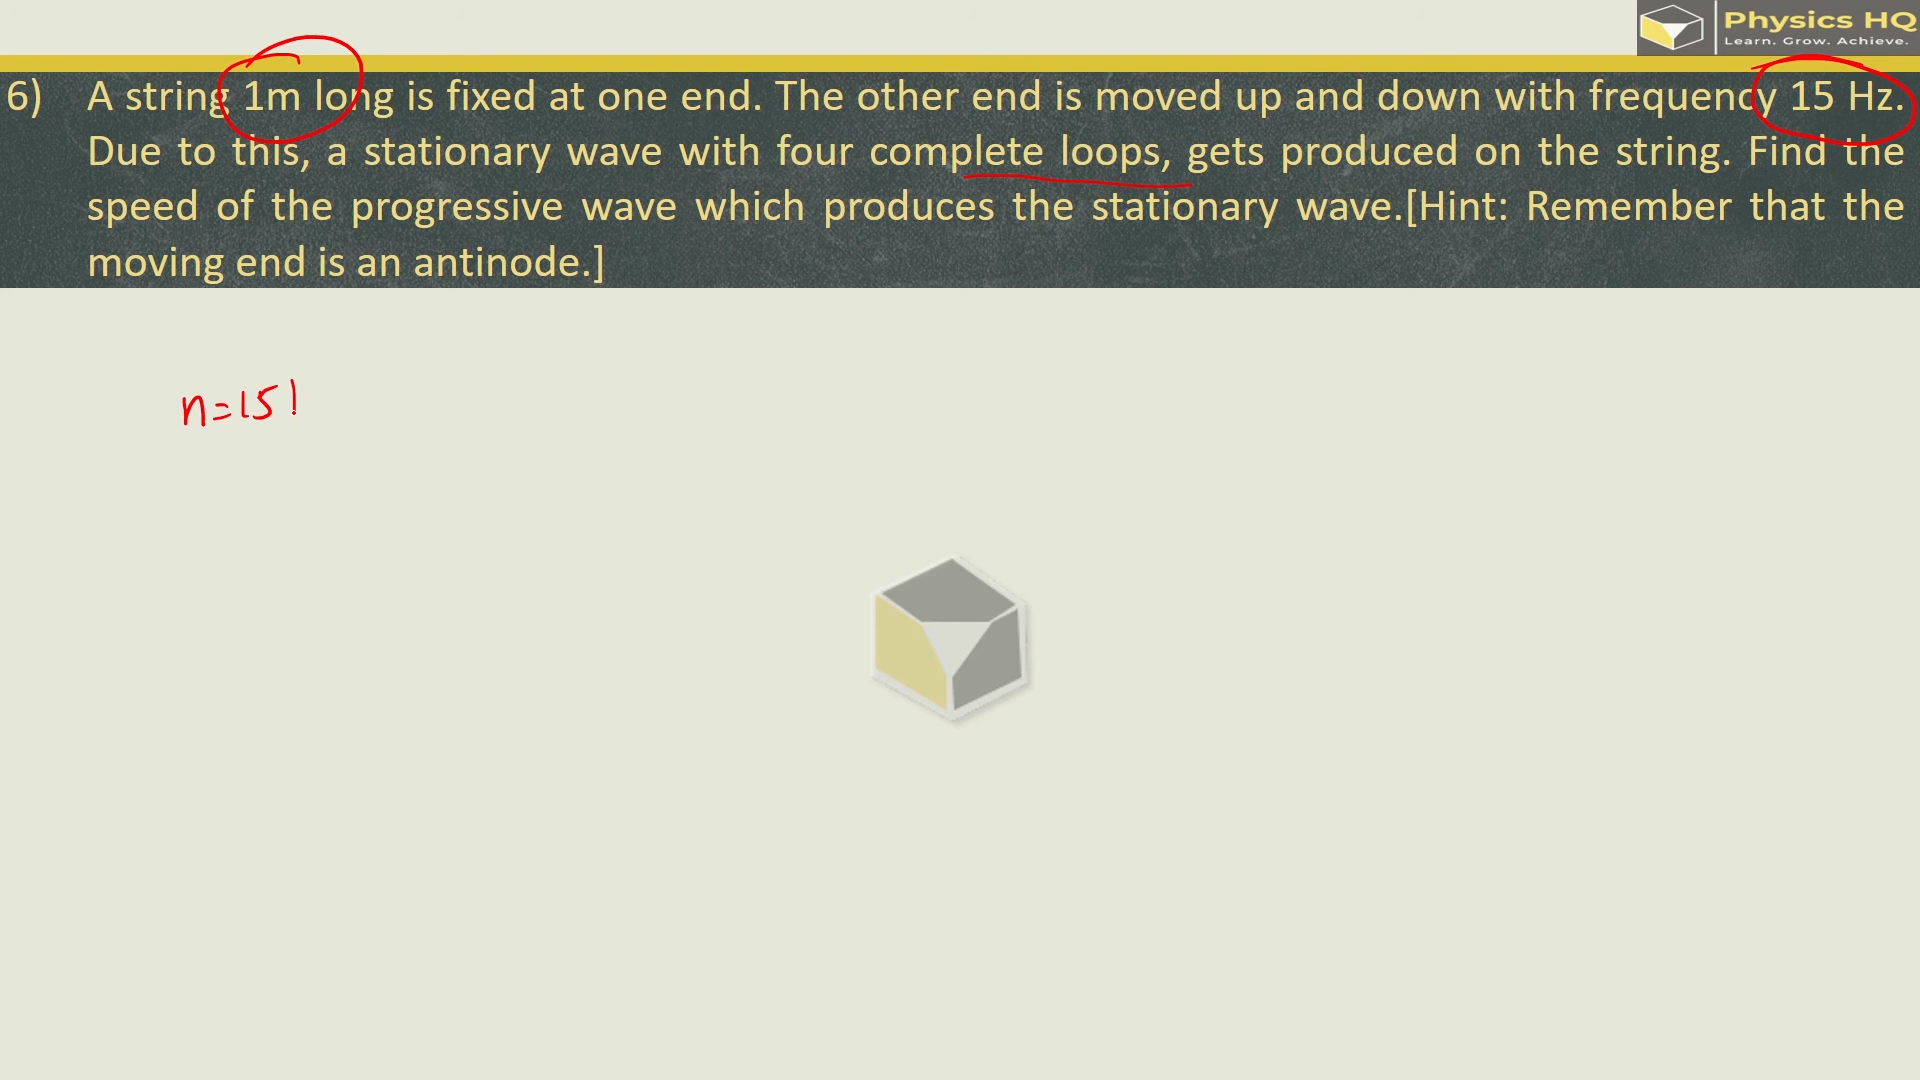 Physics HQ
Learn. Grow. Achieve.
6) A string 1m long is fixed at one end. The other end is moved up and down with frequency 15 Hz.
Due to this, a stationary wave with four complete loops, gets produced on the string. Find the
speed of the progressive wave which produces the stationary wave.[Hint: Remember that the
moving end is an antinode.]
n=15